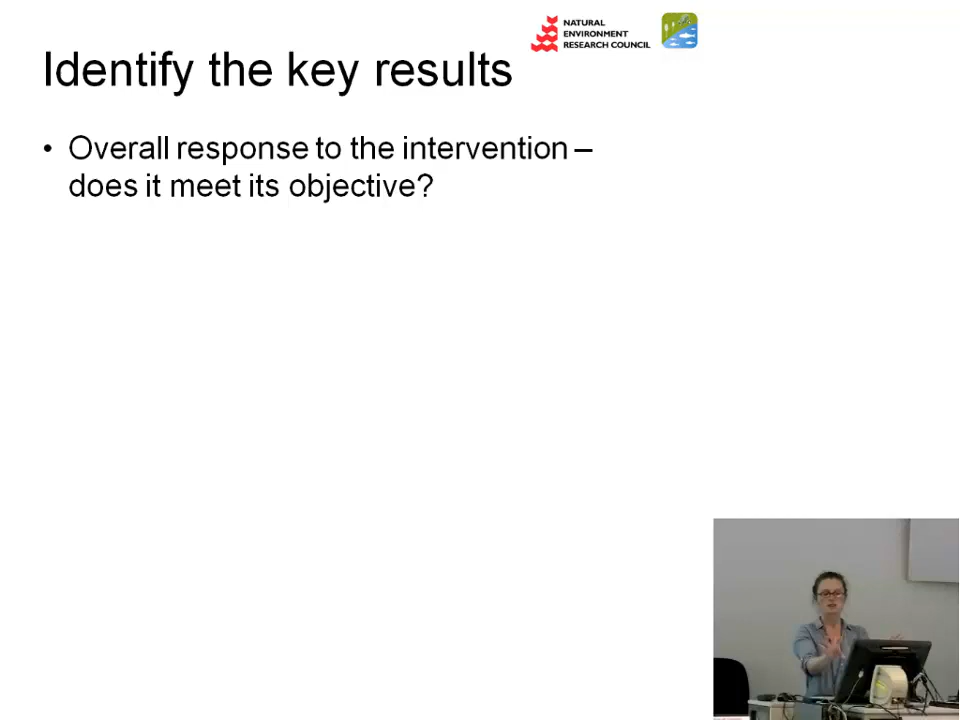 NATURAL
ENVIRONMENT
RESEARCH COUNCIL
Identify the key results
• Overall response to the intervention –
does it meet its objective?